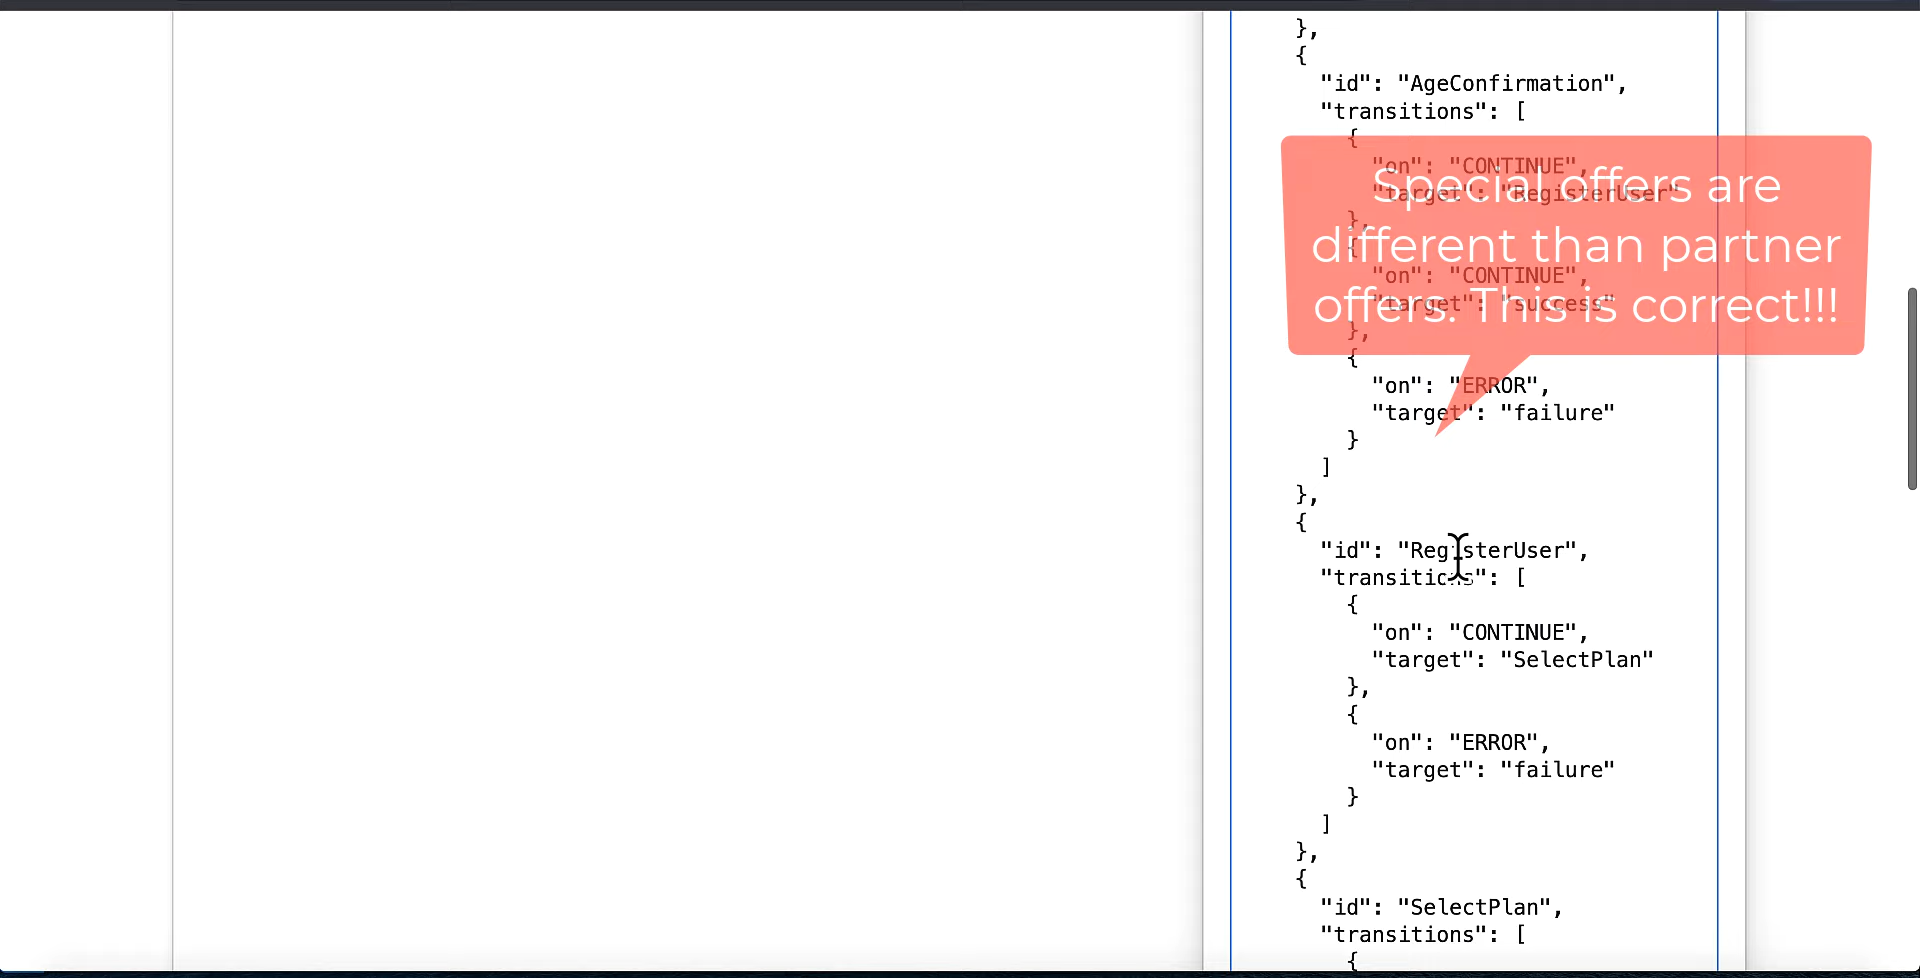 },
{
"id": "AgeConfirmation",
"transitions": [
{
"on": "CONTINUE",
"target": "RegisterUser"
},
{
"on": "CONTINUE",
"target": "success"
},
{
"on": "ERROR",
"target": "failure"
}
]
},
{
"id": "RegisterUser",
"transitions": [
{
"on": "CONTINUE",
"target": "SelectPlan"
},
{
"on": "ERROR",
"target": "failure"
}
]
},
{
"id": "SelectPlan",
"transitions": [
{
Special offers are
different than partner
offers. This is correct!!!